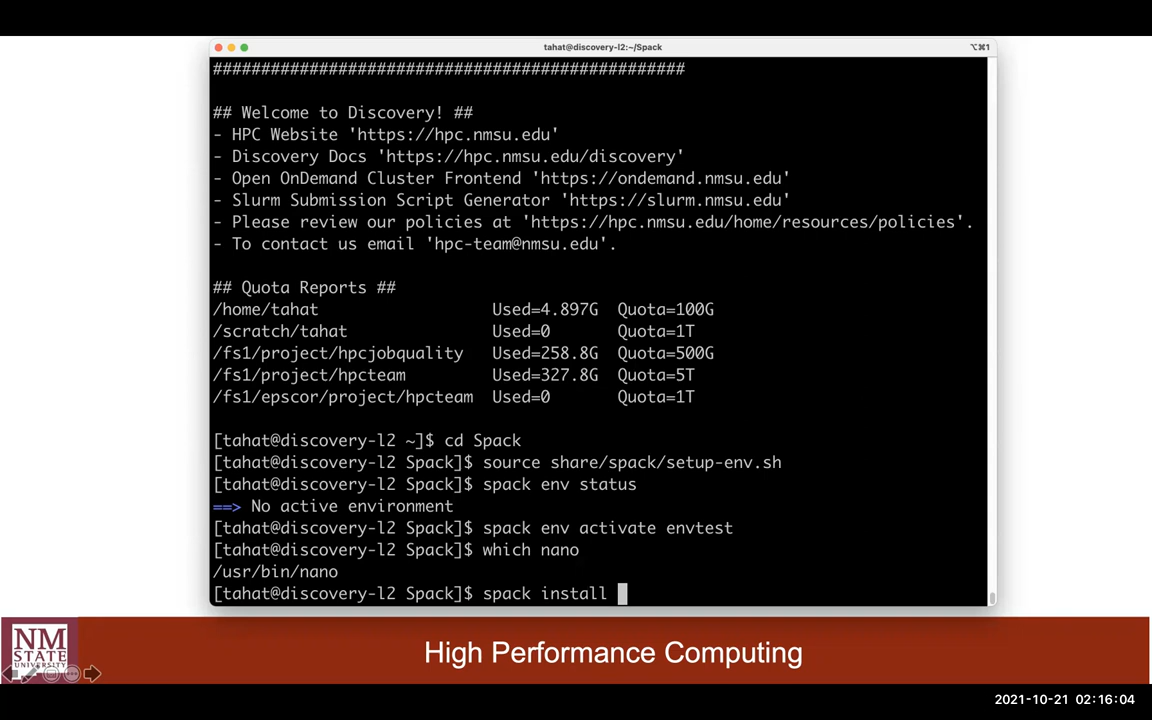 tahat@discovery-l2:~/Spack
⌥⌘1
#################################################
## Welcome to Discovery! ##
- HPC Website 'https://hpc.nmsu.edu'
- Discovery Docs 'https://hpc.nmsu.edu/discovery'
- Open OnDemand Cluster Frontend 'https://ondemand.nmsu.edu'
- Slurm Submission Script Generator 'https://slurm.nmsu.edu'
- Please review our policies at 'https://hpc.nmsu.edu/home/resources/policies'.
- To contact us email 'hpc-team@nmsu.edu'.
## Quota Reports ##
/home/tahat Used=4.897G Quota=100G
/scratch/tahat Used=0 Quota=1T
/fs1/project/hpcjobquality Used=258.8G Quota=500G
/fs1/project/hpcteam Used=327.8G Quota=5T
/fs1/epscor/project/hpcteam Used=0 Quota=1T
[tahat@discovery-l2 ~]$ cd Spack
[tahat@discovery-l2 Spack]$ source share/spack/setup-env.sh
[tahat@discovery-l2 Spack]$ spack env status
==> No active environment
[tahat@discovery-l2 Spack]$ spack env activate envtest
[tahat@discovery-l2 Spack]$ which nano
/usr/bin/nano
[tahat@discovery-l2 Spack]$ spack install
NM
STATE
UNIVERSITY
High Performance Computing
2021-10-21 02:16:04